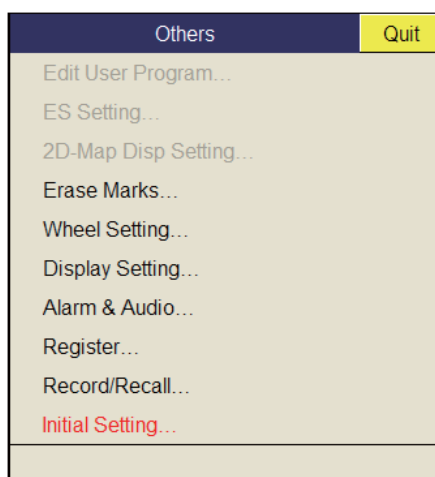 Others Quit
Edit User Program...
ES Setting...
2D-Map Disp Setting...
Erase Marks...
Wheel Setting...
Display Setting...
Alarm & Audio...
Register...
Record/Recall...
Initial Setting...